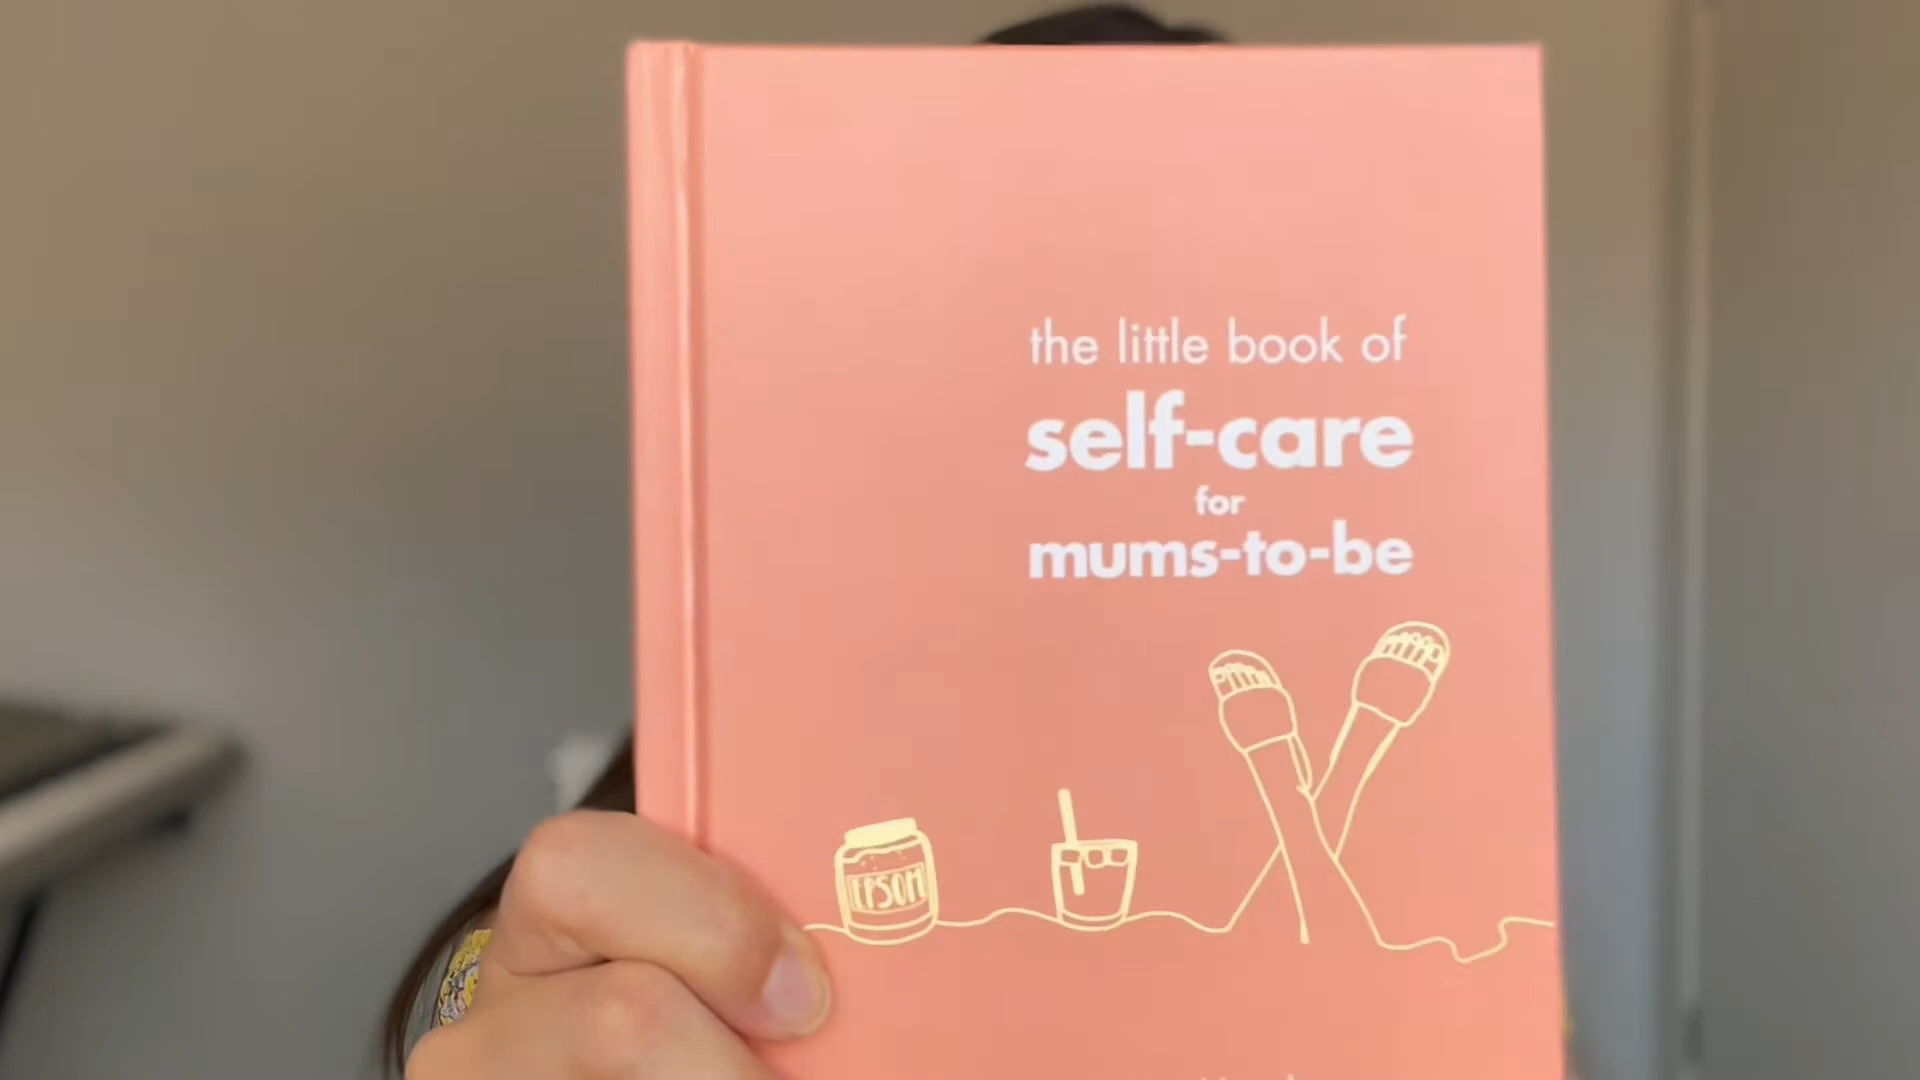 the little book of
self-care
for
mums-to-be
EPSOM